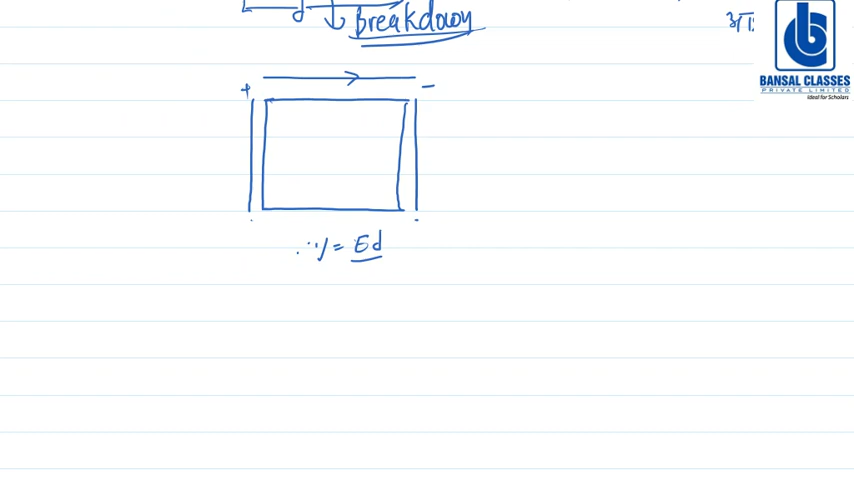 d
↓ breakdown
BANSAL CLASSES
PRIVATE LIMITED
Ideal for Scholars
+ → −
∴ V = Ed